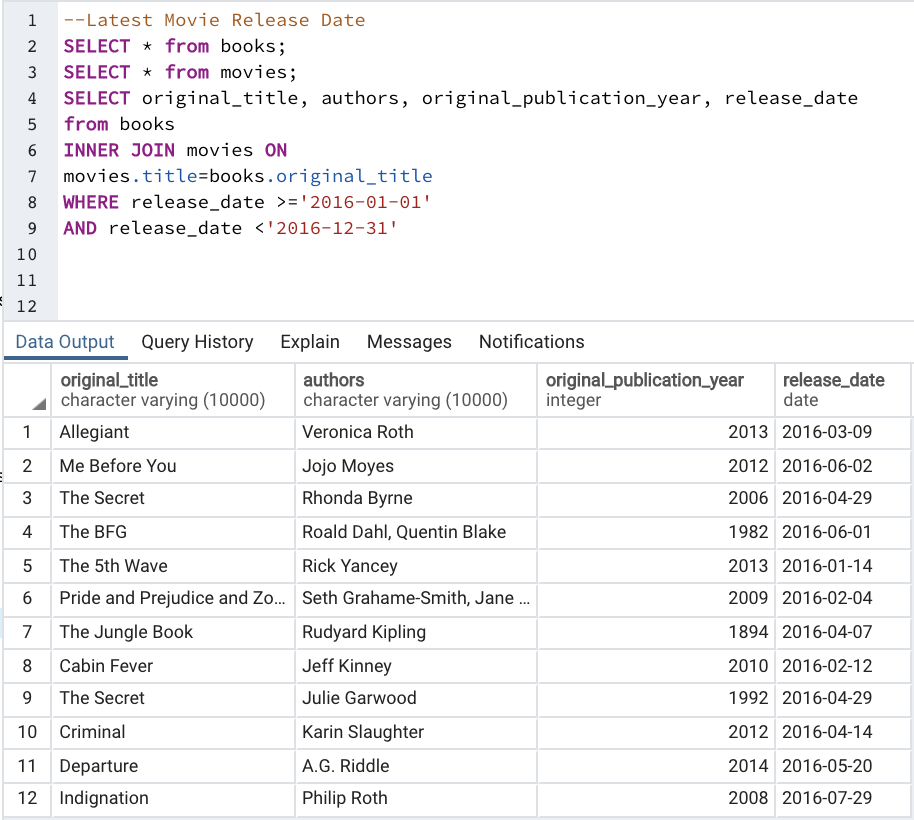 1 --Latest Movie Release Date
2 SELECT * from books;
3 SELECT * from movies;
4 SELECT original_title, authors, original_publication_year, release_date
5 from books
6 INNER JOIN movies ON
7 movies.title=books.original_title
8 WHERE release_date >='2016-01-01'
9 AND release_date <'2016-12-31'
10
11
12
Data Output Query History Explain Messages Notifications
original_title authors original_publication_year release_date
character varying (10000) character varying (10000) integer date
1 Allegiant Veronica Roth 2013 2016-03-09
2 Me Before You Jojo Moyes 2012 2016-06-02
3 The Secret Rhonda Byrne 2006 2016-04-29
4 The BFG Roald Dahl, Quentin Blake 1982 2016-06-01
5 The 5th Wave Rick Yancey 2013 2016-01-14
6 Pride and Prejudice and Zo... Seth Grahame-Smith, Jane ... 2009 2016-02-04
7 The Jungle Book Rudyard Kipling 1894 2016-04-07
8 Cabin Fever Jeff Kinney 2010 2016-02-12
9 The Secret Julie Garwood 1992 2016-04-29
10 Criminal Karin Slaughter 2012 2016-04-14
11 Departure A.G. Riddle 2014 2016-05-20
12 Indignation Philip Roth 2008 2016-07-29